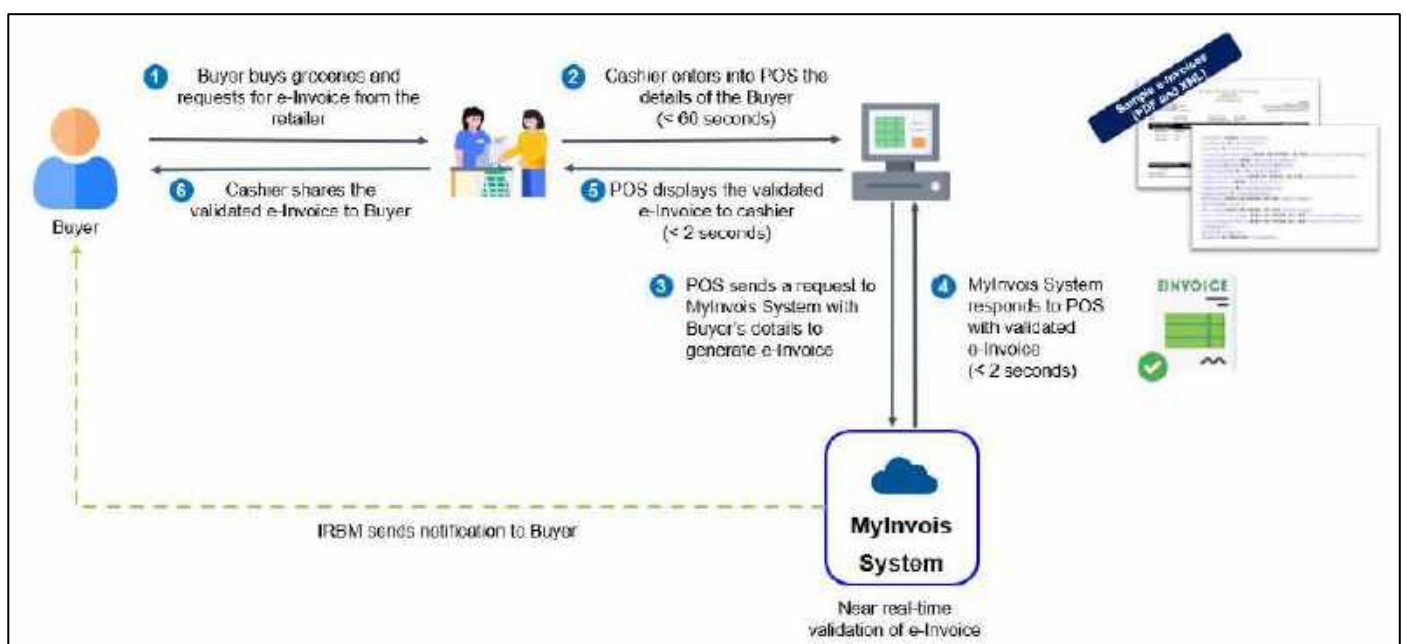 1
Buyer buys groceries and
requests for e-Invoice from the
retailer
2
Cashier enters into POS the
details of the Buyer
(< 60 seconds)
Sample e-Invoices
(PDF and XML)
6
Cashier shares the
validated e-Invoice to Buyer
5
POS displays the validated
e-Invoice to cashier
(< 2 seconds)
Buyer
3
POS sends a request to
MyInvois System with
Buyer's details to
generate e-Invoice
4
MyInvois System
responds to POS
with validated
e-Invoice
(< 2 seconds)
EINVOICE
IRBM sends notification to Buyer
MyInvois
System
Near real-time
validation of e-Invoice